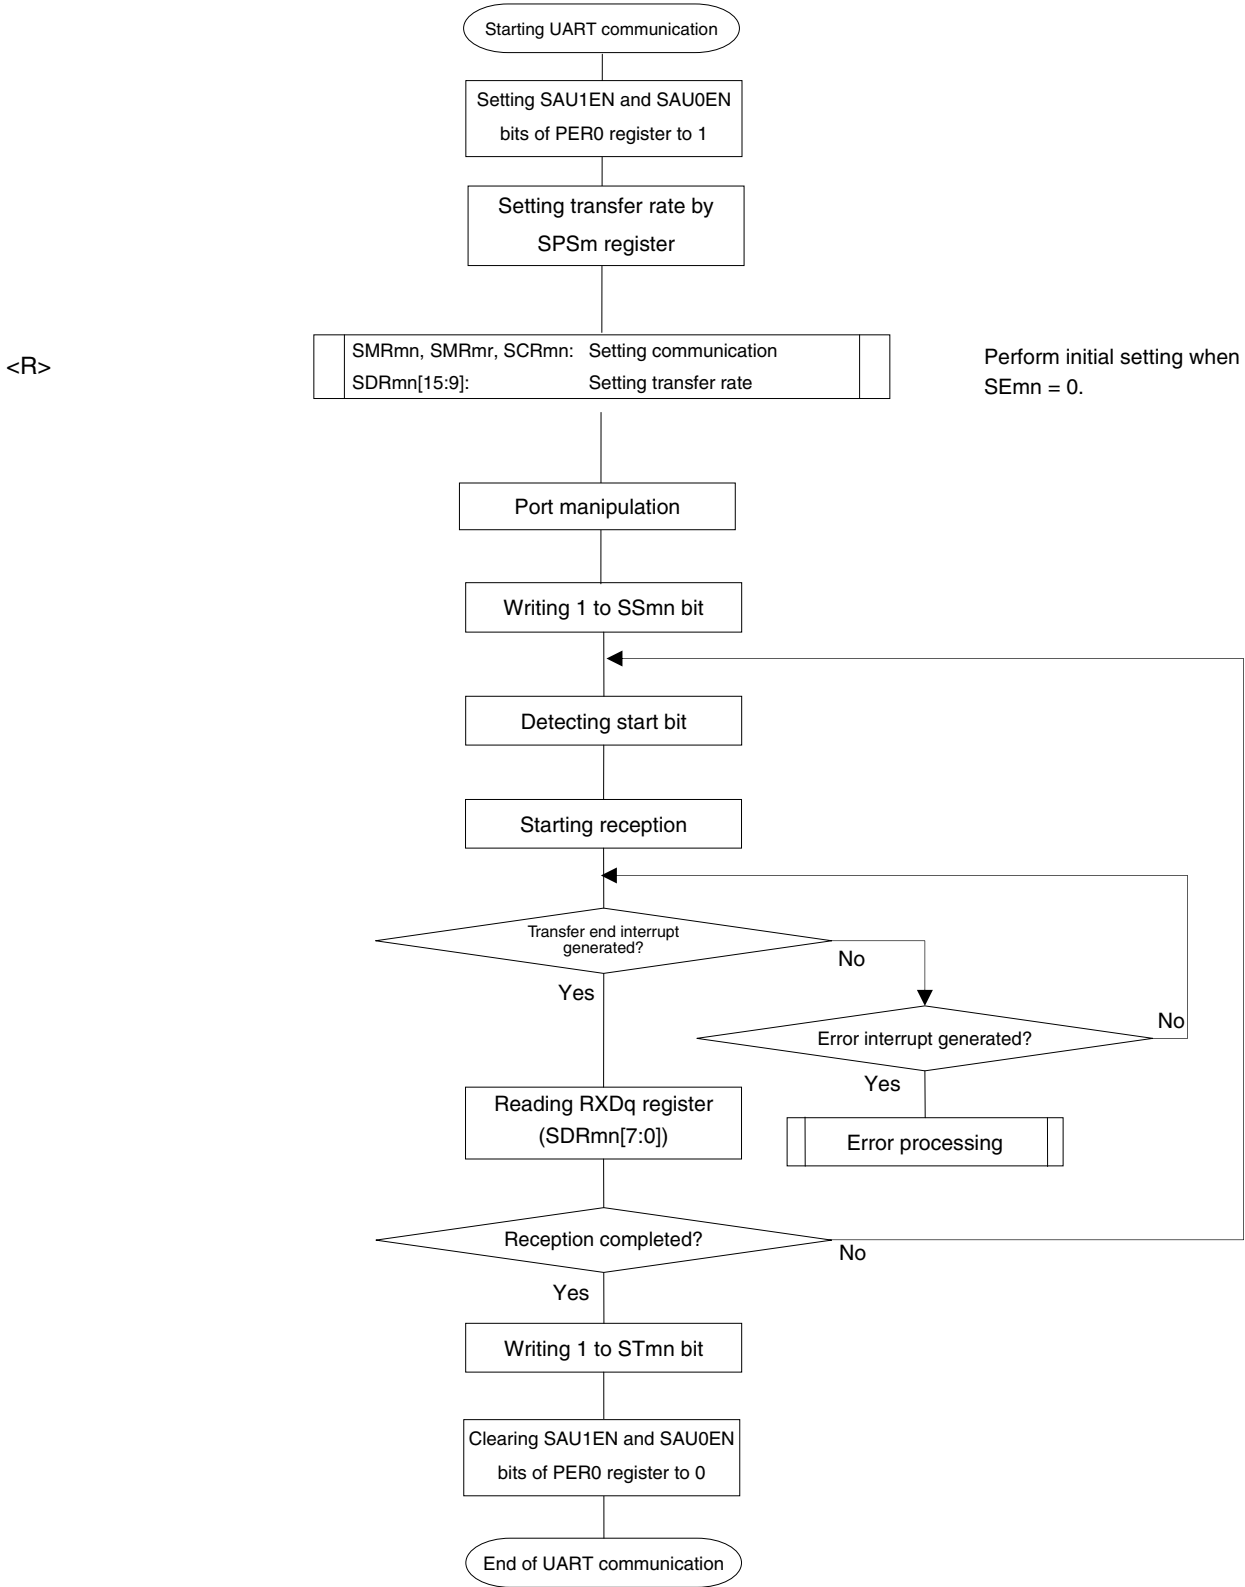 Starting UART communication
Setting SAU1EN and SAU0EN
bits of PER0 register to 1
Setting transfer rate by
SPSm register
<R>
SMRmn, SMRmr, SCRmn: Setting communication
SDRmn[15:9]: Setting transfer rate
Perform initial setting when
SEmn = 0.
Port manipulation
Writing 1 to SSmn bit
Detecting start bit
Starting reception
Transfer end interrupt
generated?
No
Yes
Error interrupt generated?
No
Yes
Reading RXDq register
(SDRmn[7:0])
Error processing
Reception completed?
No
Yes
Writing 1 to STmn bit
Clearing SAU1EN and SAU0EN
bits of PER0 register to 0
End of UART communication